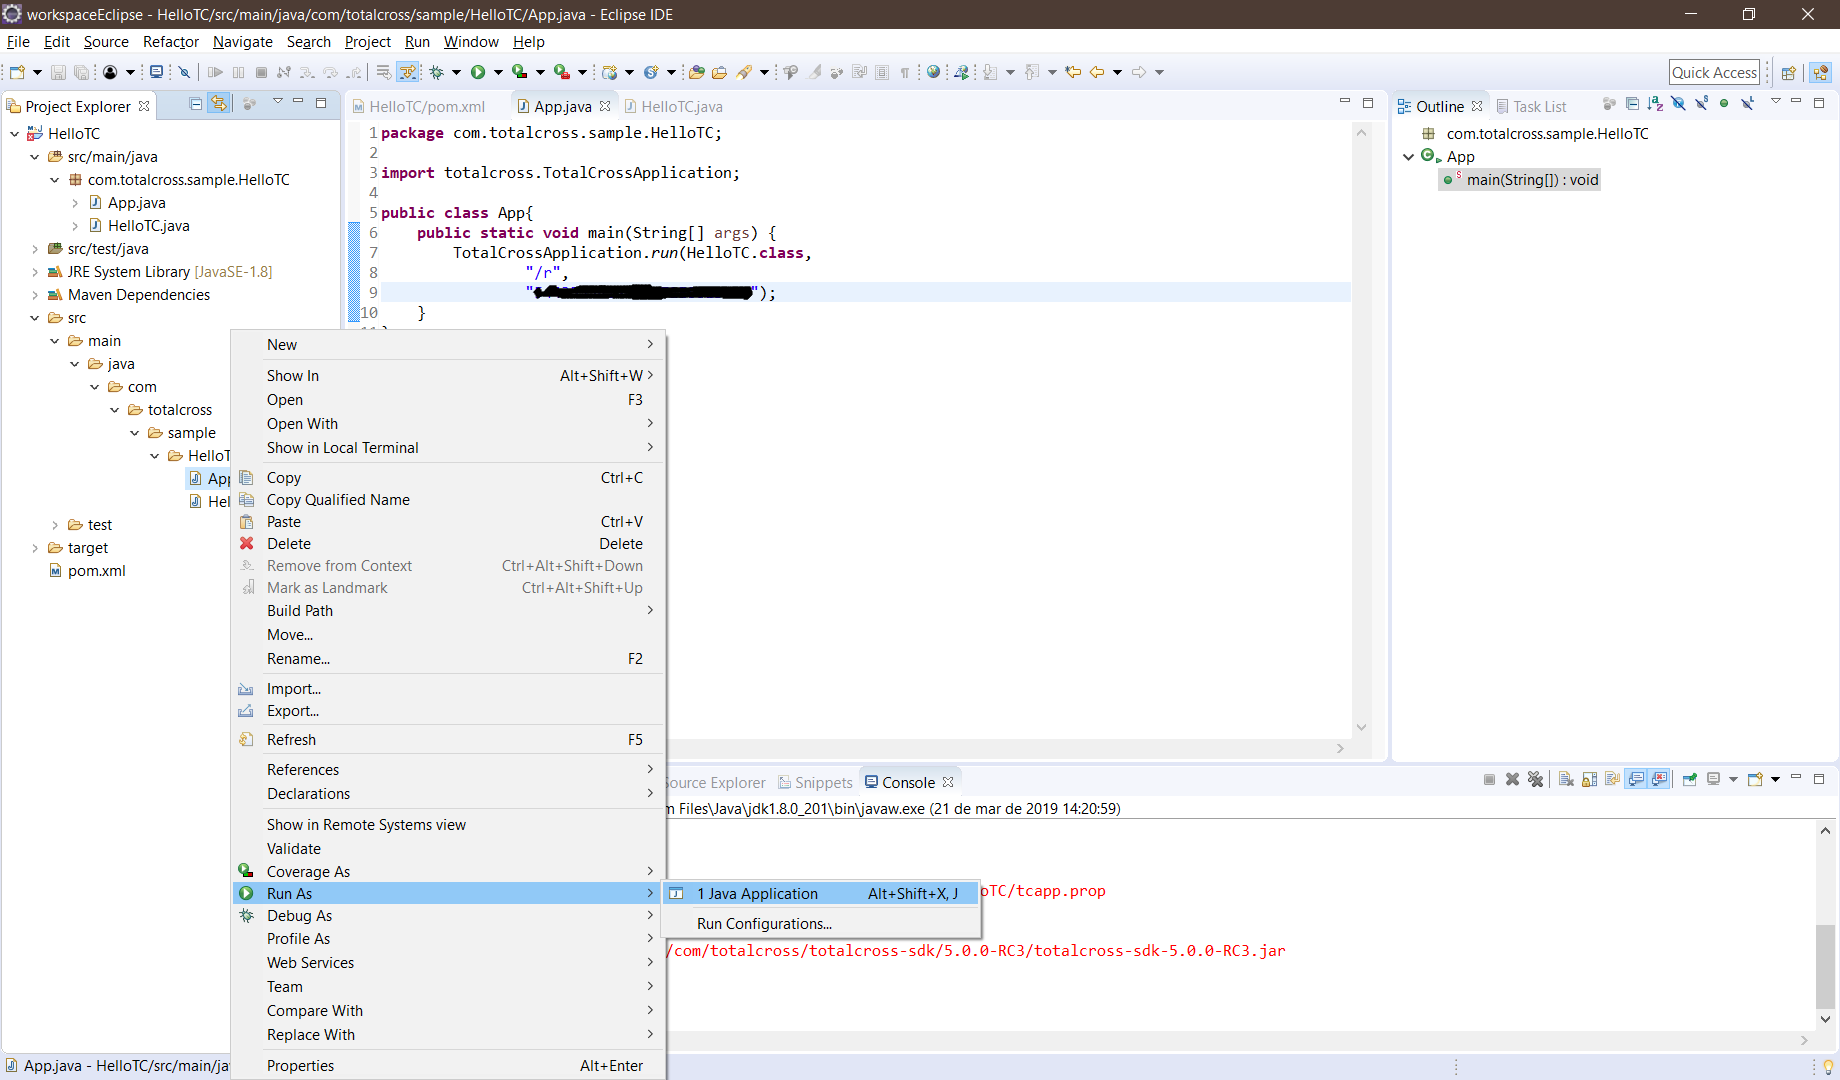 workspaceEclipse - HelloTC/src/main/java/com/totalcross/sample/HelloTC/App.java - Eclipse IDE
File Edit Source Refactor Navigate Search Project Run Window Help
Quick Access
Project Explorer
HelloTC
src/main/java
com.totalcross.sample.HelloTC
App.java
HelloTC.java
src/test/java
JRE System Library [JavaSE-1.8]
Maven Dependencies
src
main
java
com
totalcross
sample
HelloT
App
Hel
test
target
pom.xml
HelloTC/pom.xml App.java HelloTC.java
1 package com.totalcross.sample.HelloTC;
2
3 import totalcross.TotalCrossApplication;
4
5 public class App{
6 public static void main(String[] args) {
7 TotalCrossApplication.run(HelloTC.class,
8 "/r",
9 "");
10 }
Outline Task List
com.totalcross.sample.HelloTC
App
main(String[]) : void
New
Show In Alt+Shift+W
Open F3
Open With
Show in Local Terminal
Copy Ctrl+C
Copy Qualified Name
Paste Ctrl+V
Delete Delete
Remove from Context Ctrl+Alt+Shift+Down
Mark as Landmark Ctrl+Alt+Shift+Up
Build Path
Move...
Rename... F2
Import...
Export...
Refresh F5
References
Declarations
Show in Remote Systems view
Validate
Coverage As
Run As
Debug As
Profile As
Web Services
Team
Compare With
Replace With
Properties Alt+Enter
1 Java Application Alt+Shift+X, J
Run Configurations...
ource Explorer Snippets Console
m Files\Java\jdk1.8.0_201\bin\javaw.exe (21 de mar de 2019 14:20:59)
oTC/tcapp.prop
/com/totalcross/totalcross-sdk/5.0.0-RC3/totalcross-sdk-5.0.0-RC3.jar
App.java - HelloTC/src/main/ja